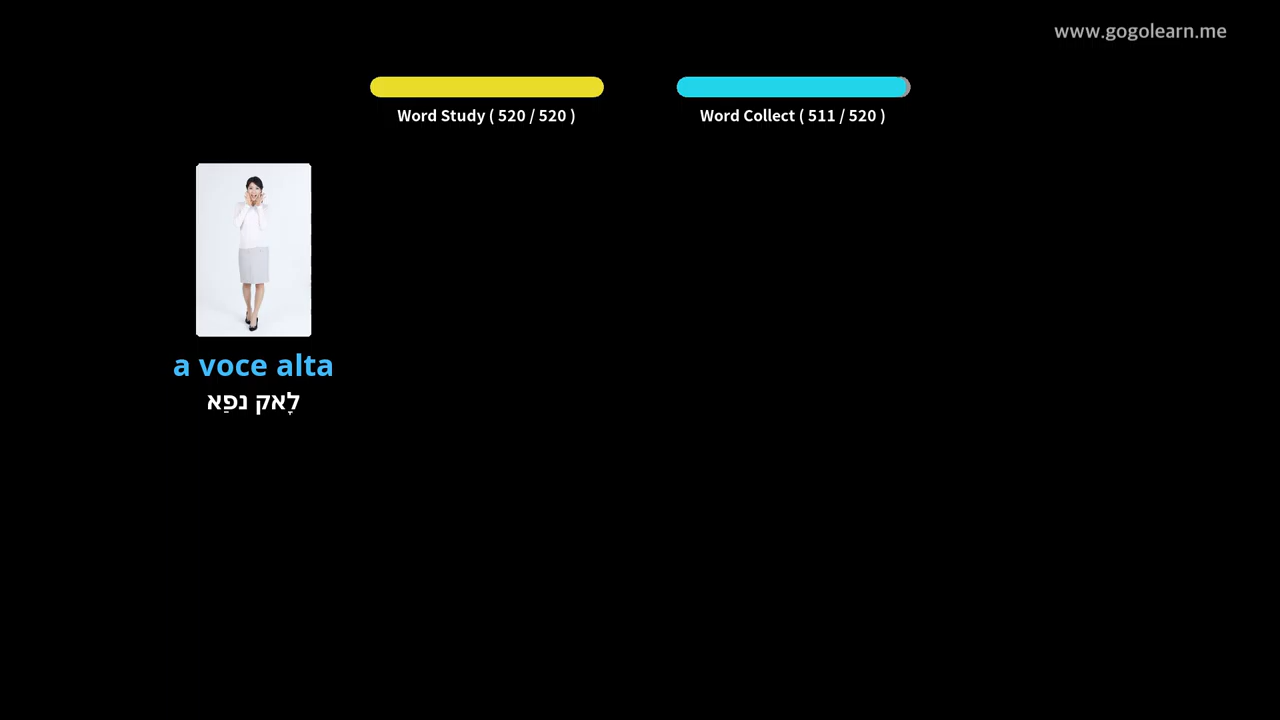 www.gogolearn.me
Word Study ( 520 / 520 )
Word Collect ( 511 / 520 )
a voce alta
לָאק נפַא